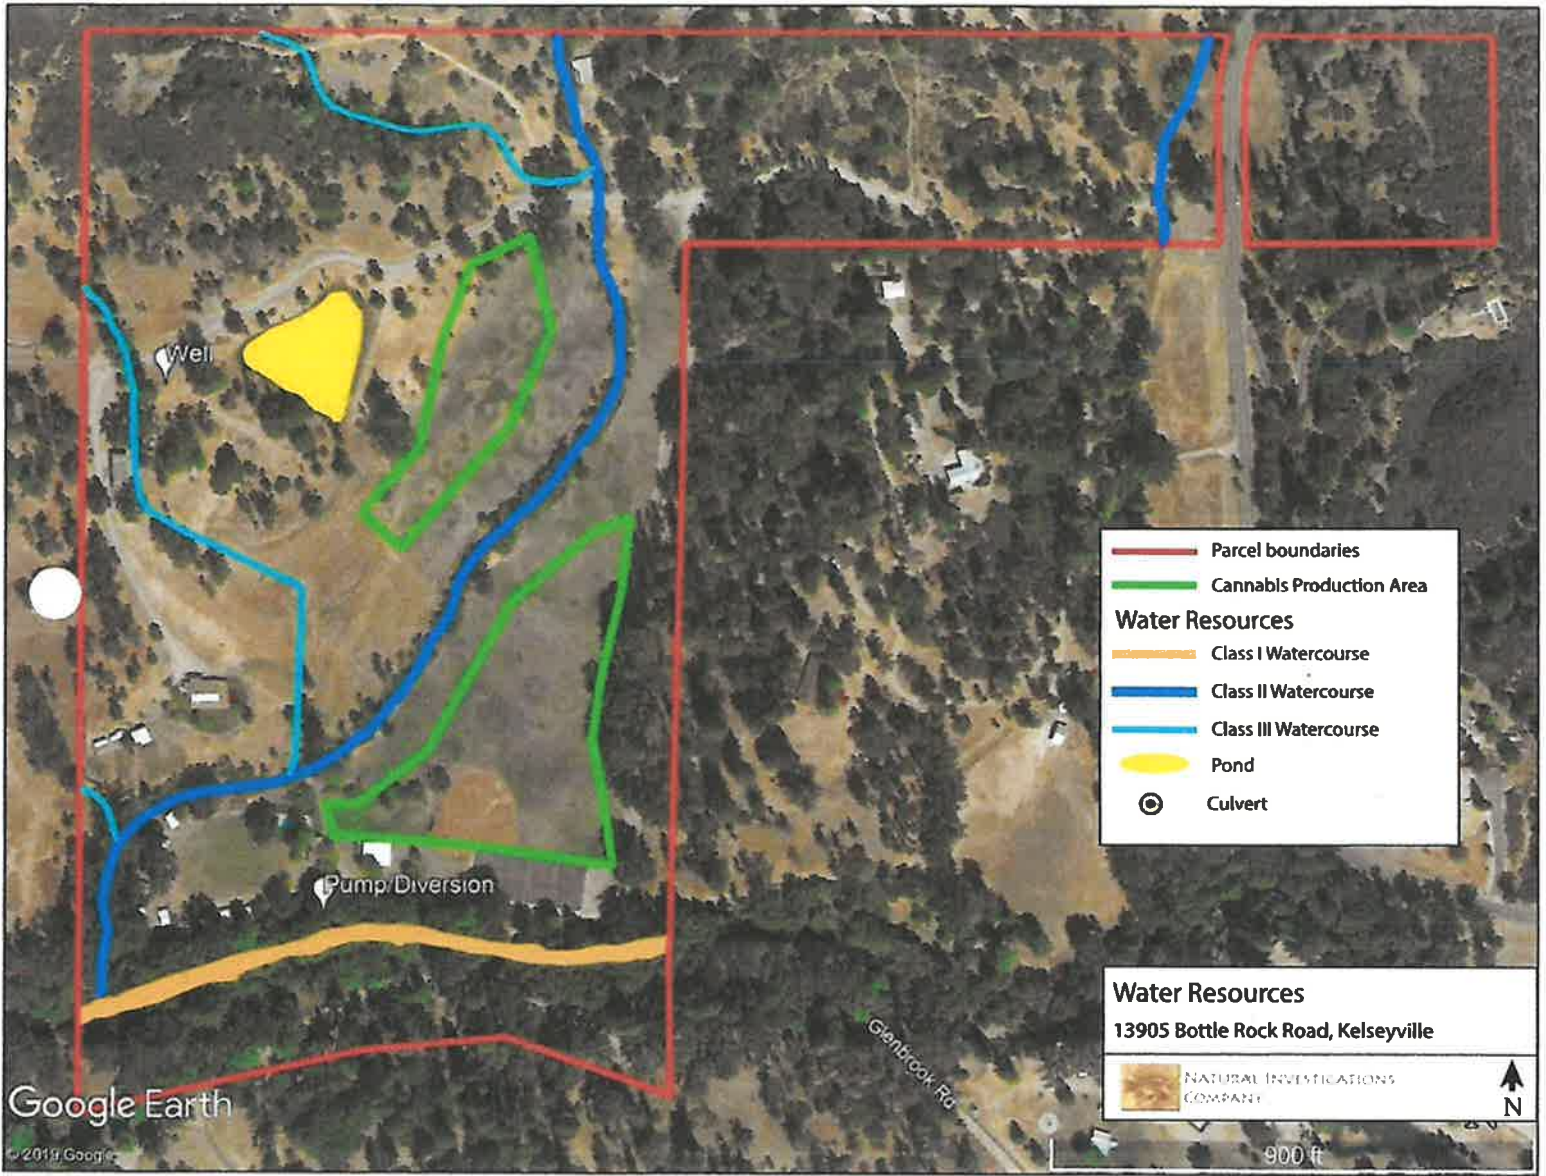 Well
Pump/Diversion
Parcel boundaries
Cannabis Production Area
Water Resources
Class I Watercourse
Class II Watercourse
Class III Watercourse
Pond
Culvert
Water Resources
13905 Bottle Rock Road, Kelseyville
NATURAL INVESTIGATIONS
COMPANY
N
Glenbrook Rd
Google Earth
© 2019 Google
900 ft